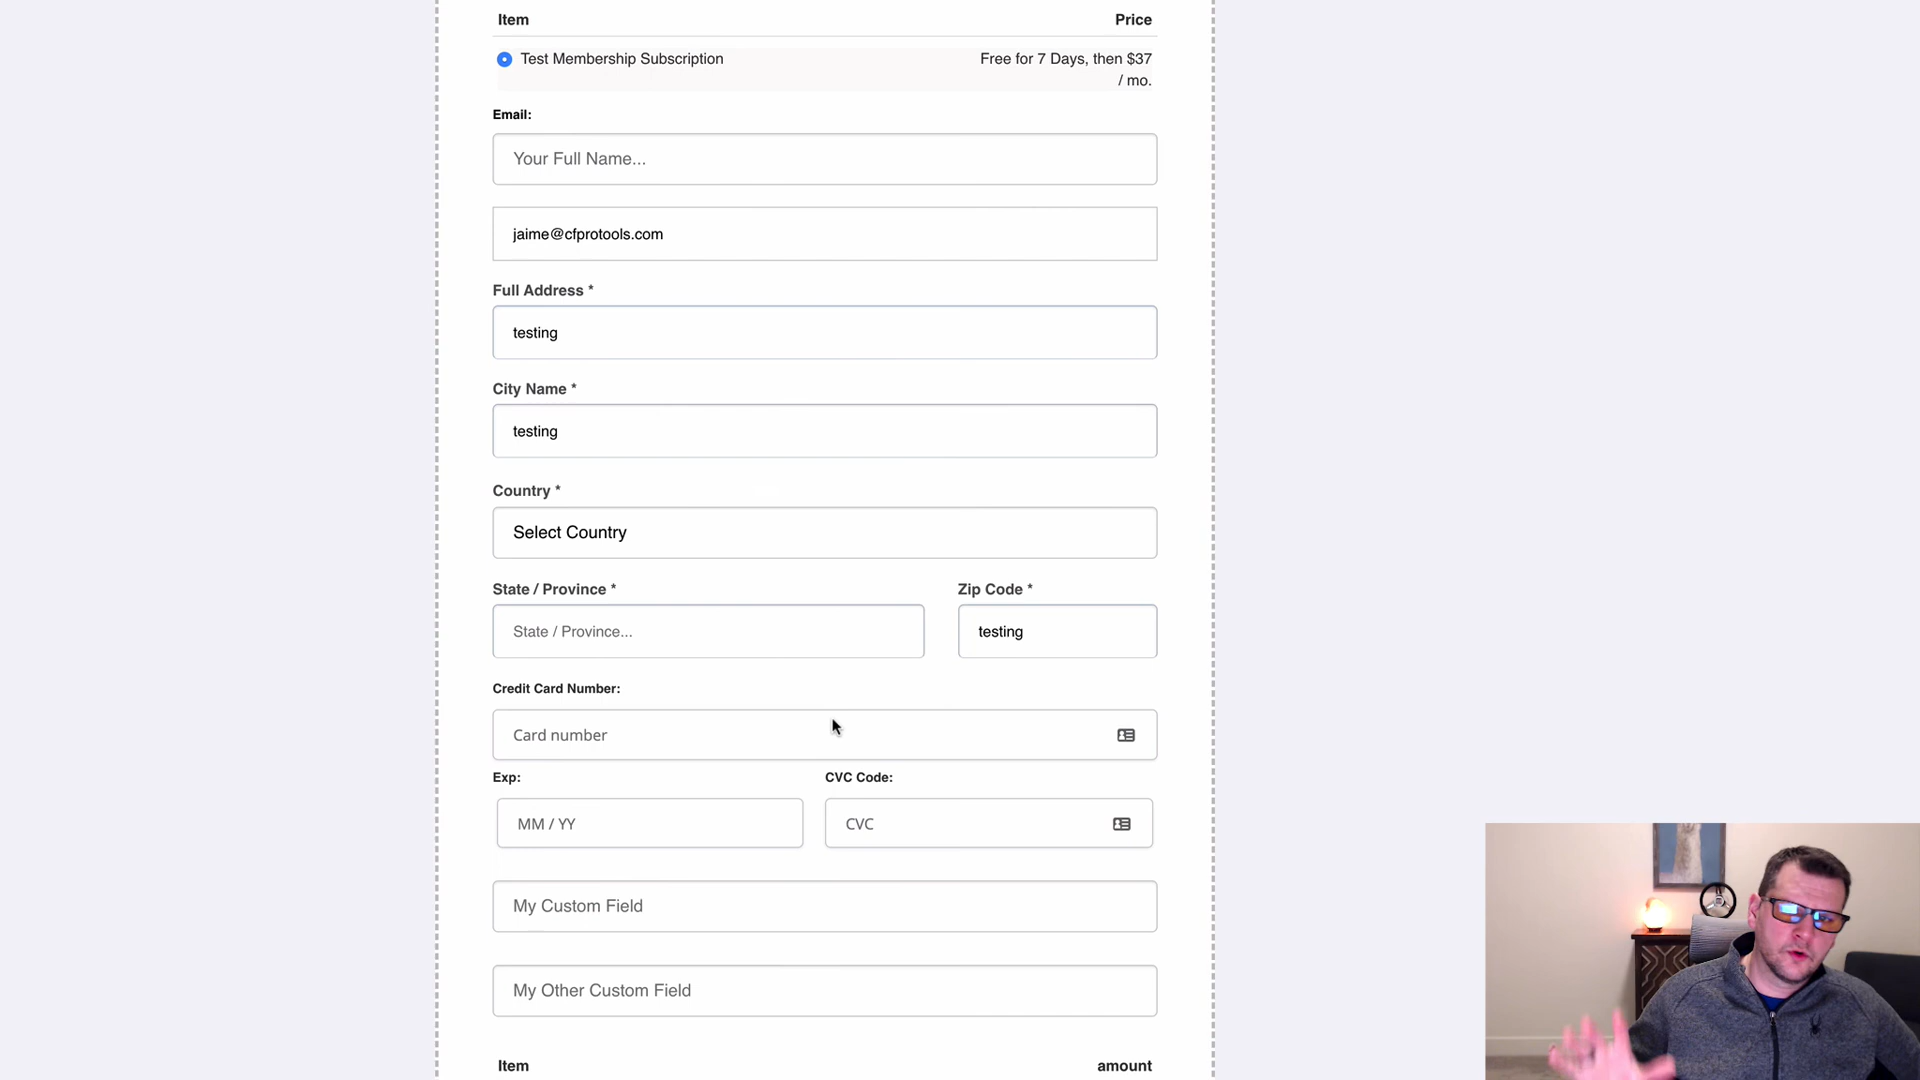 Item Price
Test Membership Subscription Free for 7 Days, then $37
/ mo.
Email:
Your Full Name...
jaime@cfprotools.com
Full Address *
testing
City Name *
testing
Country *
Select Country
State / Province * Zip Code *
State / Province... testing
Credit Card Number:
Card number
Exp: CVC Code:
MM / YY CVC
My Custom Field
My Other Custom Field
Item amount